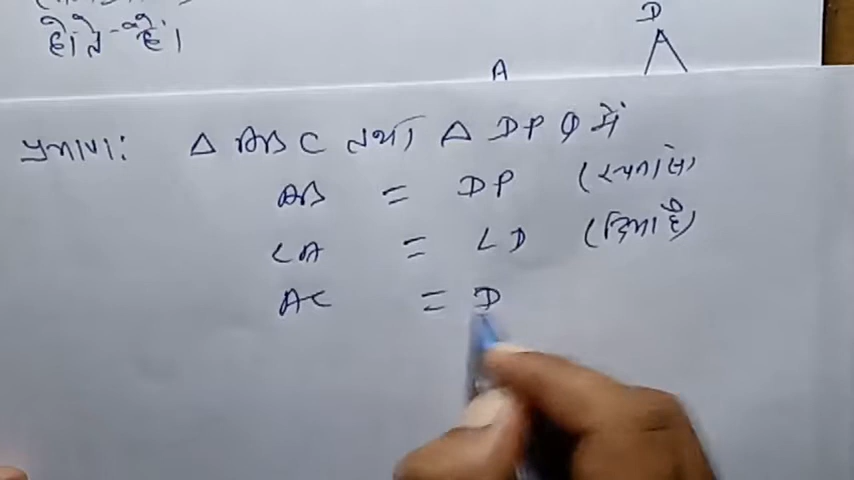 होते है।
D
A
प्रमाण: △ ABC तथा △ DPQ में
AB = DP (रचना से)
∠A = ∠D (दिया है)
AC = D